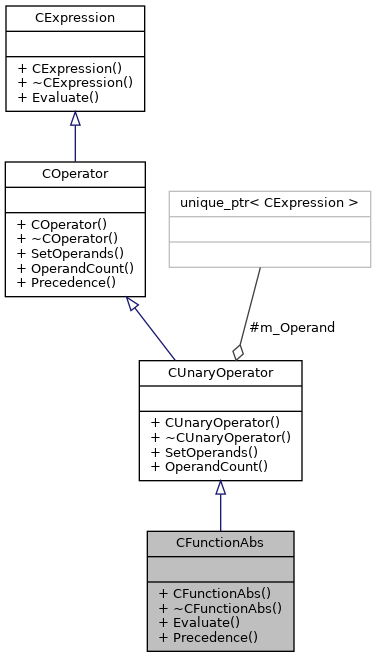 CExpression
+ CExpression()
+ ~CExpression()
+ Evaluate()
COperator
+ COperator()
+ ~COperator()
+ SetOperands()
+ OperandCount()
+ Precedence()
unique_ptr< CExpression >
#m_Operand
CUnaryOperator
+ CUnaryOperator()
+ ~CUnaryOperator()
+ SetOperands()
+ OperandCount()
CFunctionAbs
+ CFunctionAbs()
+ ~CFunctionAbs()
+ Evaluate()
+ Precedence()